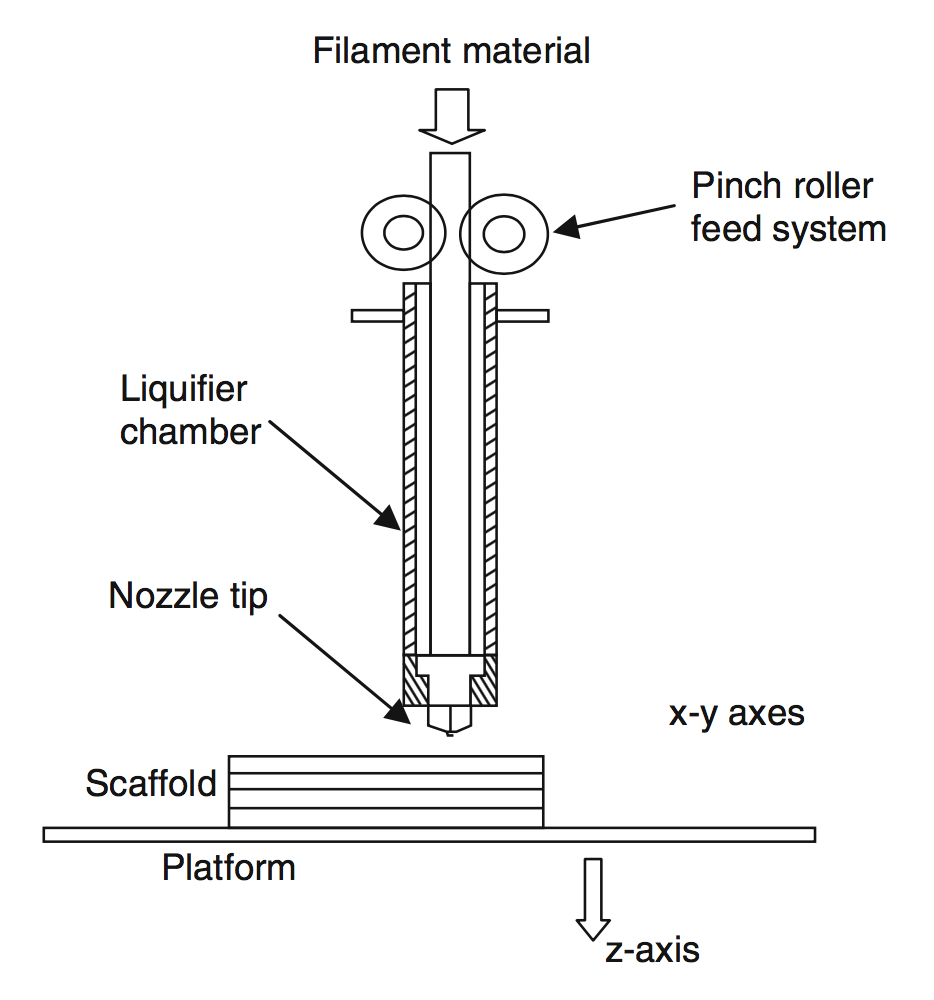 Filament material
Pinch roller
feed system
Liquifier
chamber
Nozzle tip
x-y axes
Scaffold
Platform
z-axis